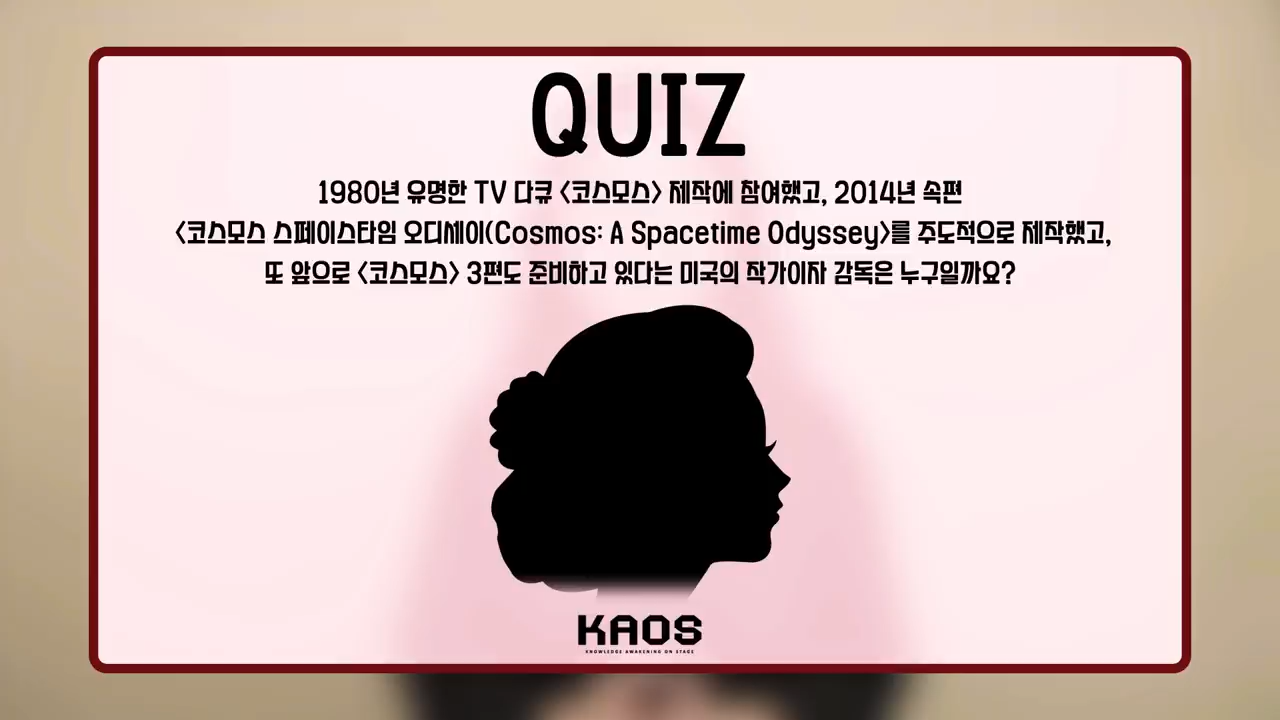 QUIZ
1980년 유명한 TV 다큐 <코스모스> 제작에 참여했고, 2014년 속편
<코스모스 스페이스타임 오디세이(Cosmos: A Spacetime Odyssey>를 주도적으로 제작했고,
또 앞으로 <코스모스> 3편도 준비하고 있다는 미국의 작가이자 감독은 누구일까요?
KAOS
KNOWLEDGE AWAKENING ON STAGE